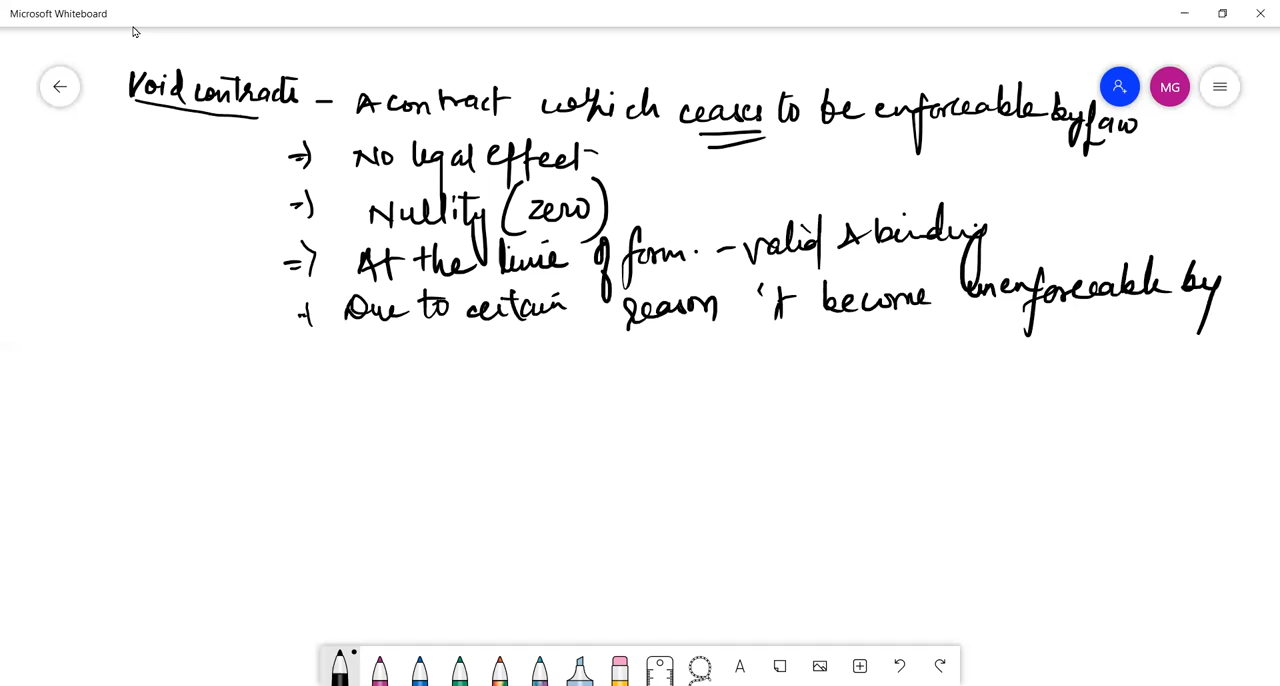 Microsoft Whiteboard
MG
Void contracts – A contract which ceases to be enforceable by law
=) No legal effect
=) Nullity (zero)
=) At the time of form. – valid & binding
=) Due to certain reason it become unenforceable by